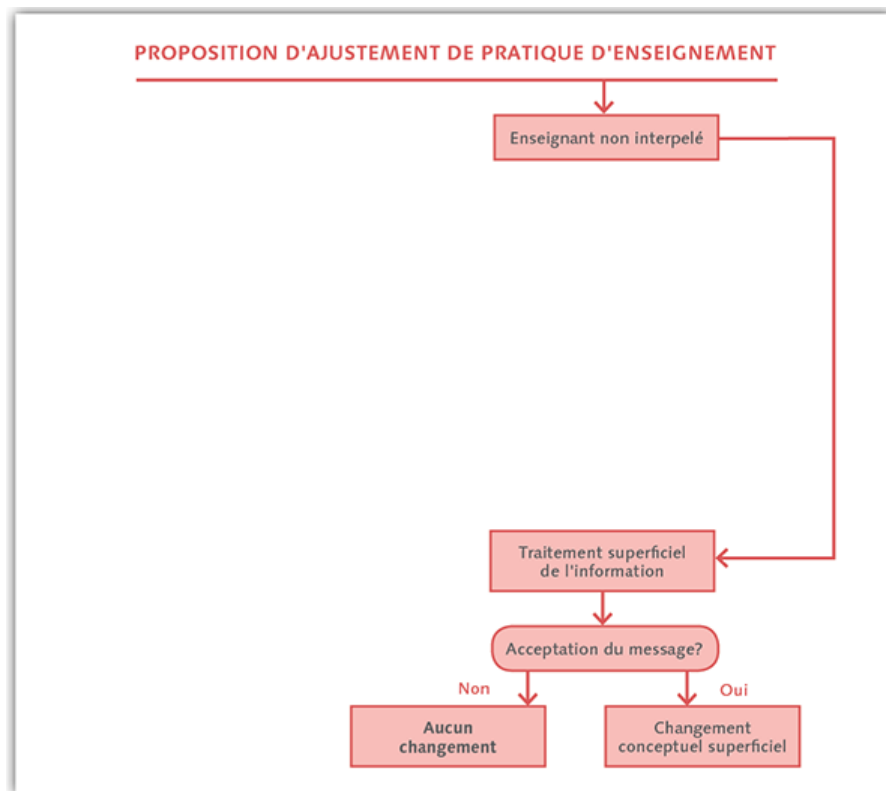 PROPOSITION D'AJUSTEMENT DE PRATIQUE D'ENSEIGNEMENT
Enseignant non interpelé
Traitement superficiel
de l'information
Acceptation du message?
Non
Oui
Aucun
changement
Changement
conceptuel superficiel